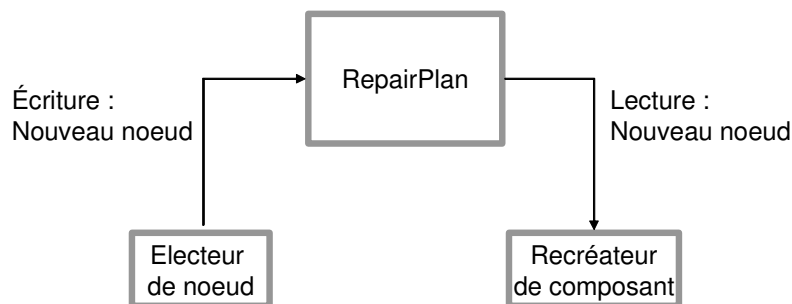 RepairPlan
Écriture :
Nouveau noeud
Lecture :
Nouveau noeud
Electeur
de noeud
Recréateur
de composant